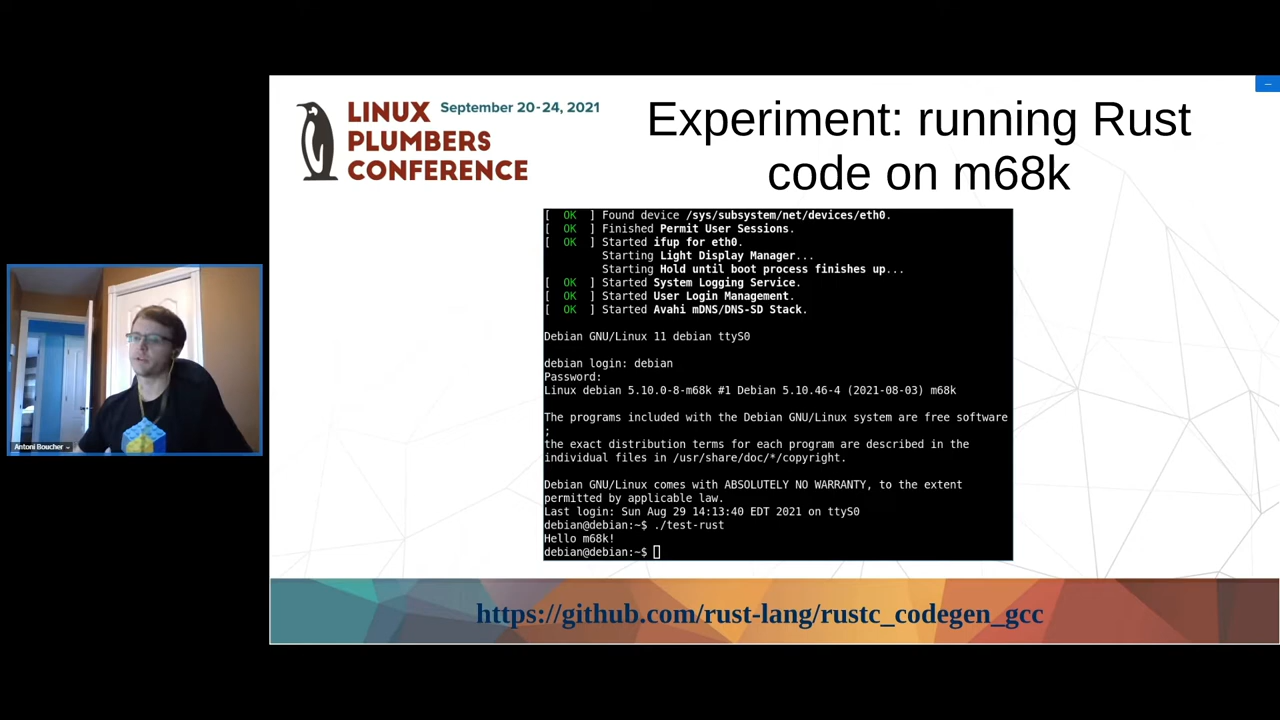 LINUX
PLUMBERS
CONFERENCE
September 20-24, 2021
Experiment: running Rust
code on m68k
[  OK  ] Found device /sys/subsystem/net/devices/eth0.
[  OK  ] Finished Permit User Sessions.
[  OK  ] Started ifup for eth0.
Starting Light Display Manager...
Starting Hold until boot process finishes up...
[  OK  ] Started System Logging Service.
[  OK  ] Started User Login Management.
[  OK  ] Started Avahi mDNS/DNS-SD Stack.
Debian GNU/Linux 11 debian ttyS0
debian login: debian
Password:
Linux debian 5.10.0-8-m68k #1 Debian 5.10.46-4 (2021-08-03) m68k
The programs included with the Debian GNU/Linux system are free software
;
the exact distribution terms for each program are described in the
individual files in /usr/share/doc/*/copyright.
Debian GNU/Linux comes with ABSOLUTELY NO WARRANTY, to the extent
permitted by applicable law.
Last login: Sun Aug 29 14:13:40 EDT 2021 on ttyS0
debian@debian:~$ ./test-rust
Hello m68k!
debian@debian:~$
Antoni Boucher
https://github.com/rust-lang/rustc_codegen_gcc